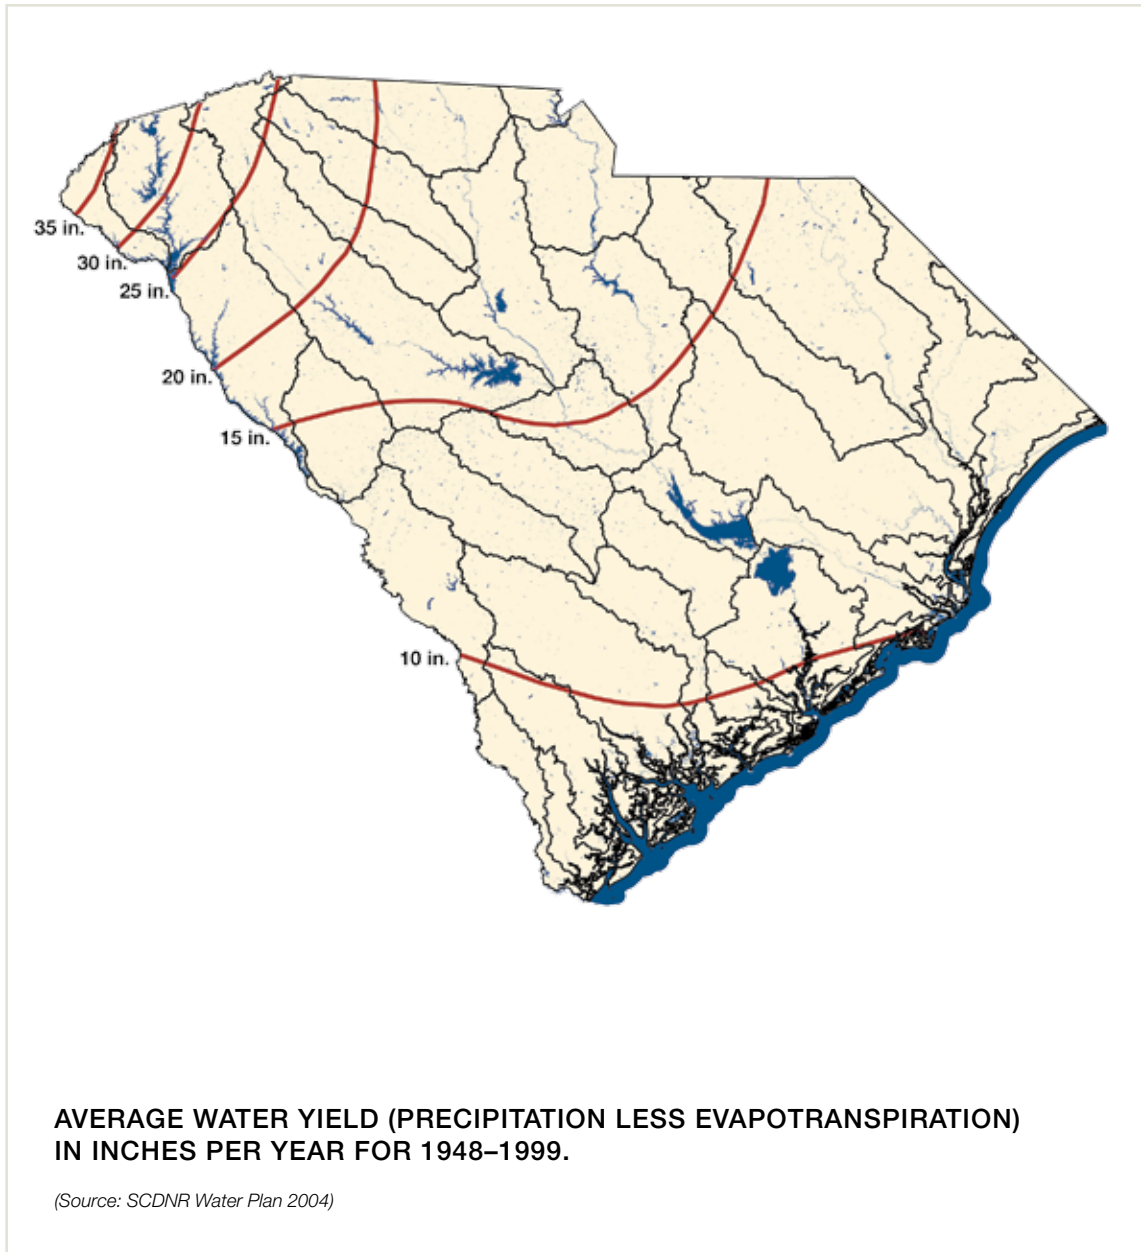 35 in.
30 in.
25 in.
20 in.
15 in.
10 in.
AVERAGE WATER YIELD (PRECIPITATION LESS EVAPOTRANSPIRATION)
IN INCHES PER YEAR FOR 1948–1999.
(Source: SCDNR Water Plan 2004)